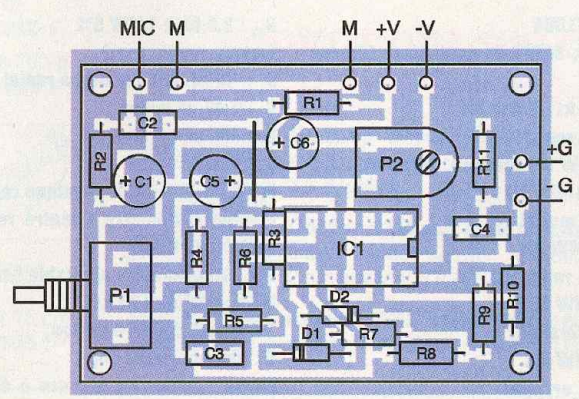 MIC M M +V -V
R1
C2
R2
C6
P2
R11
+G
+ C1
C5 +
- G
R4
R6
R3
IC1
C4
P1
D2
R10
R9
R5
D1
R7
C3
R8